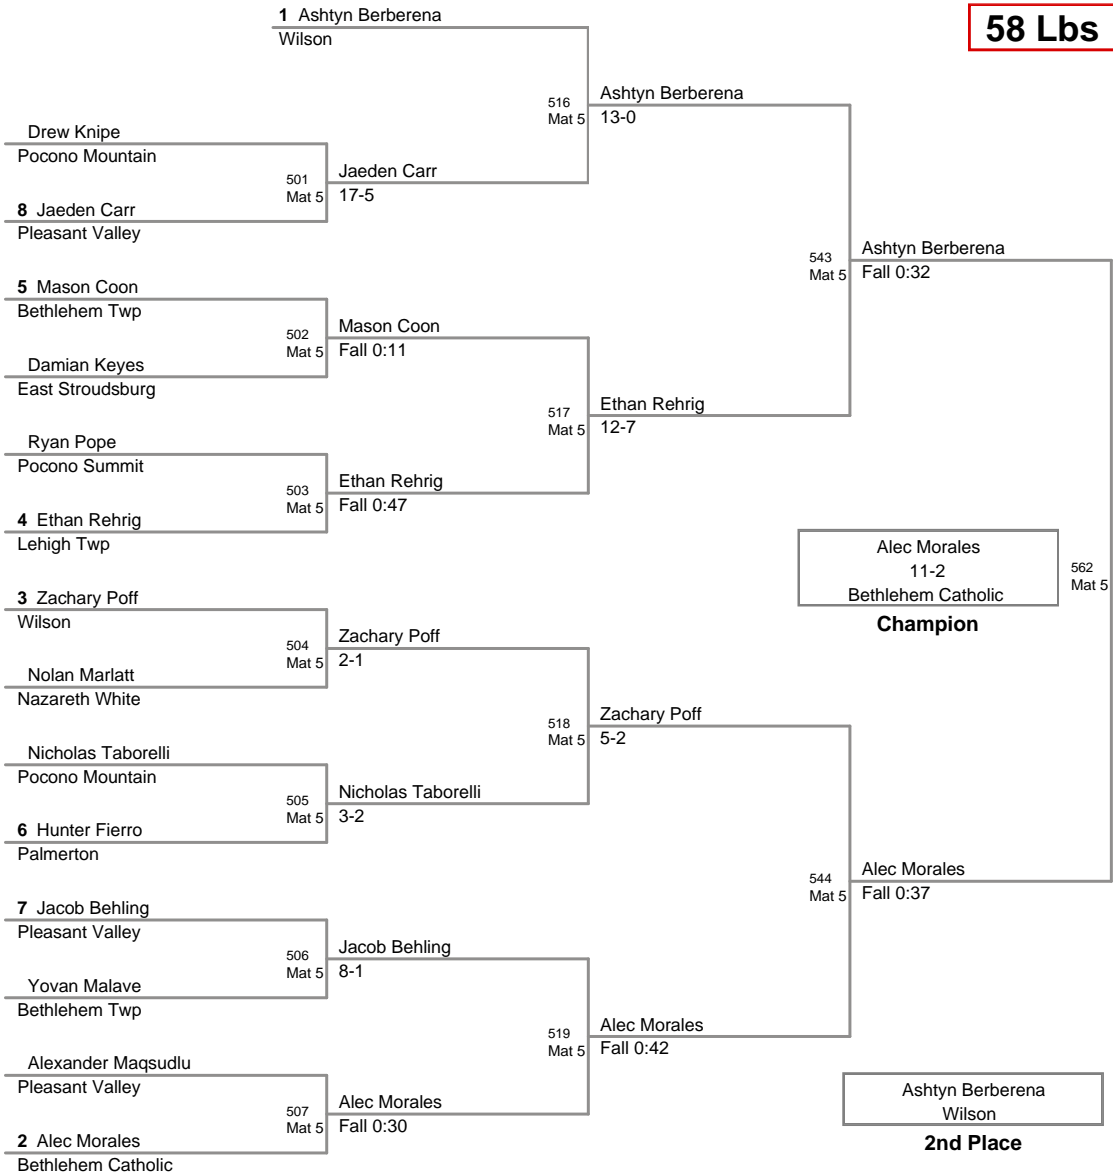 1 Ashtyn Berberena
Wilson
58 Lbs
516
Mat 5
Ashtyn Berberena
13-0
Drew Knipe
Pocono Mountain
501
Mat 5
Jaeden Carr
17-5
8 Jaeden Carr
Pleasant Valley
543
Mat 5
Ashtyn Berberena
Fall 0:32
5 Mason Coon
Bethlehem Twp
502
Mat 5
Mason Coon
Fall 0:11
Damian Keyes
East Stroudsburg
517
Mat 5
Ethan Rehrig
12-7
Ryan Pope
Pocono Summit
503
Mat 5
Ethan Rehrig
Fall 0:47
4 Ethan Rehrig
Lehigh Twp
Alec Morales
11-2
Bethlehem Catholic
Champion
562
Mat 5
3 Zachary Poff
Wilson
504
Mat 5
Zachary Poff
2-1
Nolan Marlatt
Nazareth White
518
Mat 5
Zachary Poff
5-2
Nicholas Taborelli
Pocono Mountain
505
Mat 5
Nicholas Taborelli
3-2
6 Hunter Fierro
Palmerton
544
Mat 5
Alec Morales
Fall 0:37
7 Jacob Behling
Pleasant Valley
506
Mat 5
Jacob Behling
8-1
Yovan Malave
Bethlehem Twp
519
Mat 5
Alec Morales
Fall 0:42
Alexander Maqsudlu
Pleasant Valley
507
Mat 5
Alec Morales
Fall 0:30
2 Alec Morales
Bethlehem Catholic
Ashtyn Berberena
Wilson
2nd Place